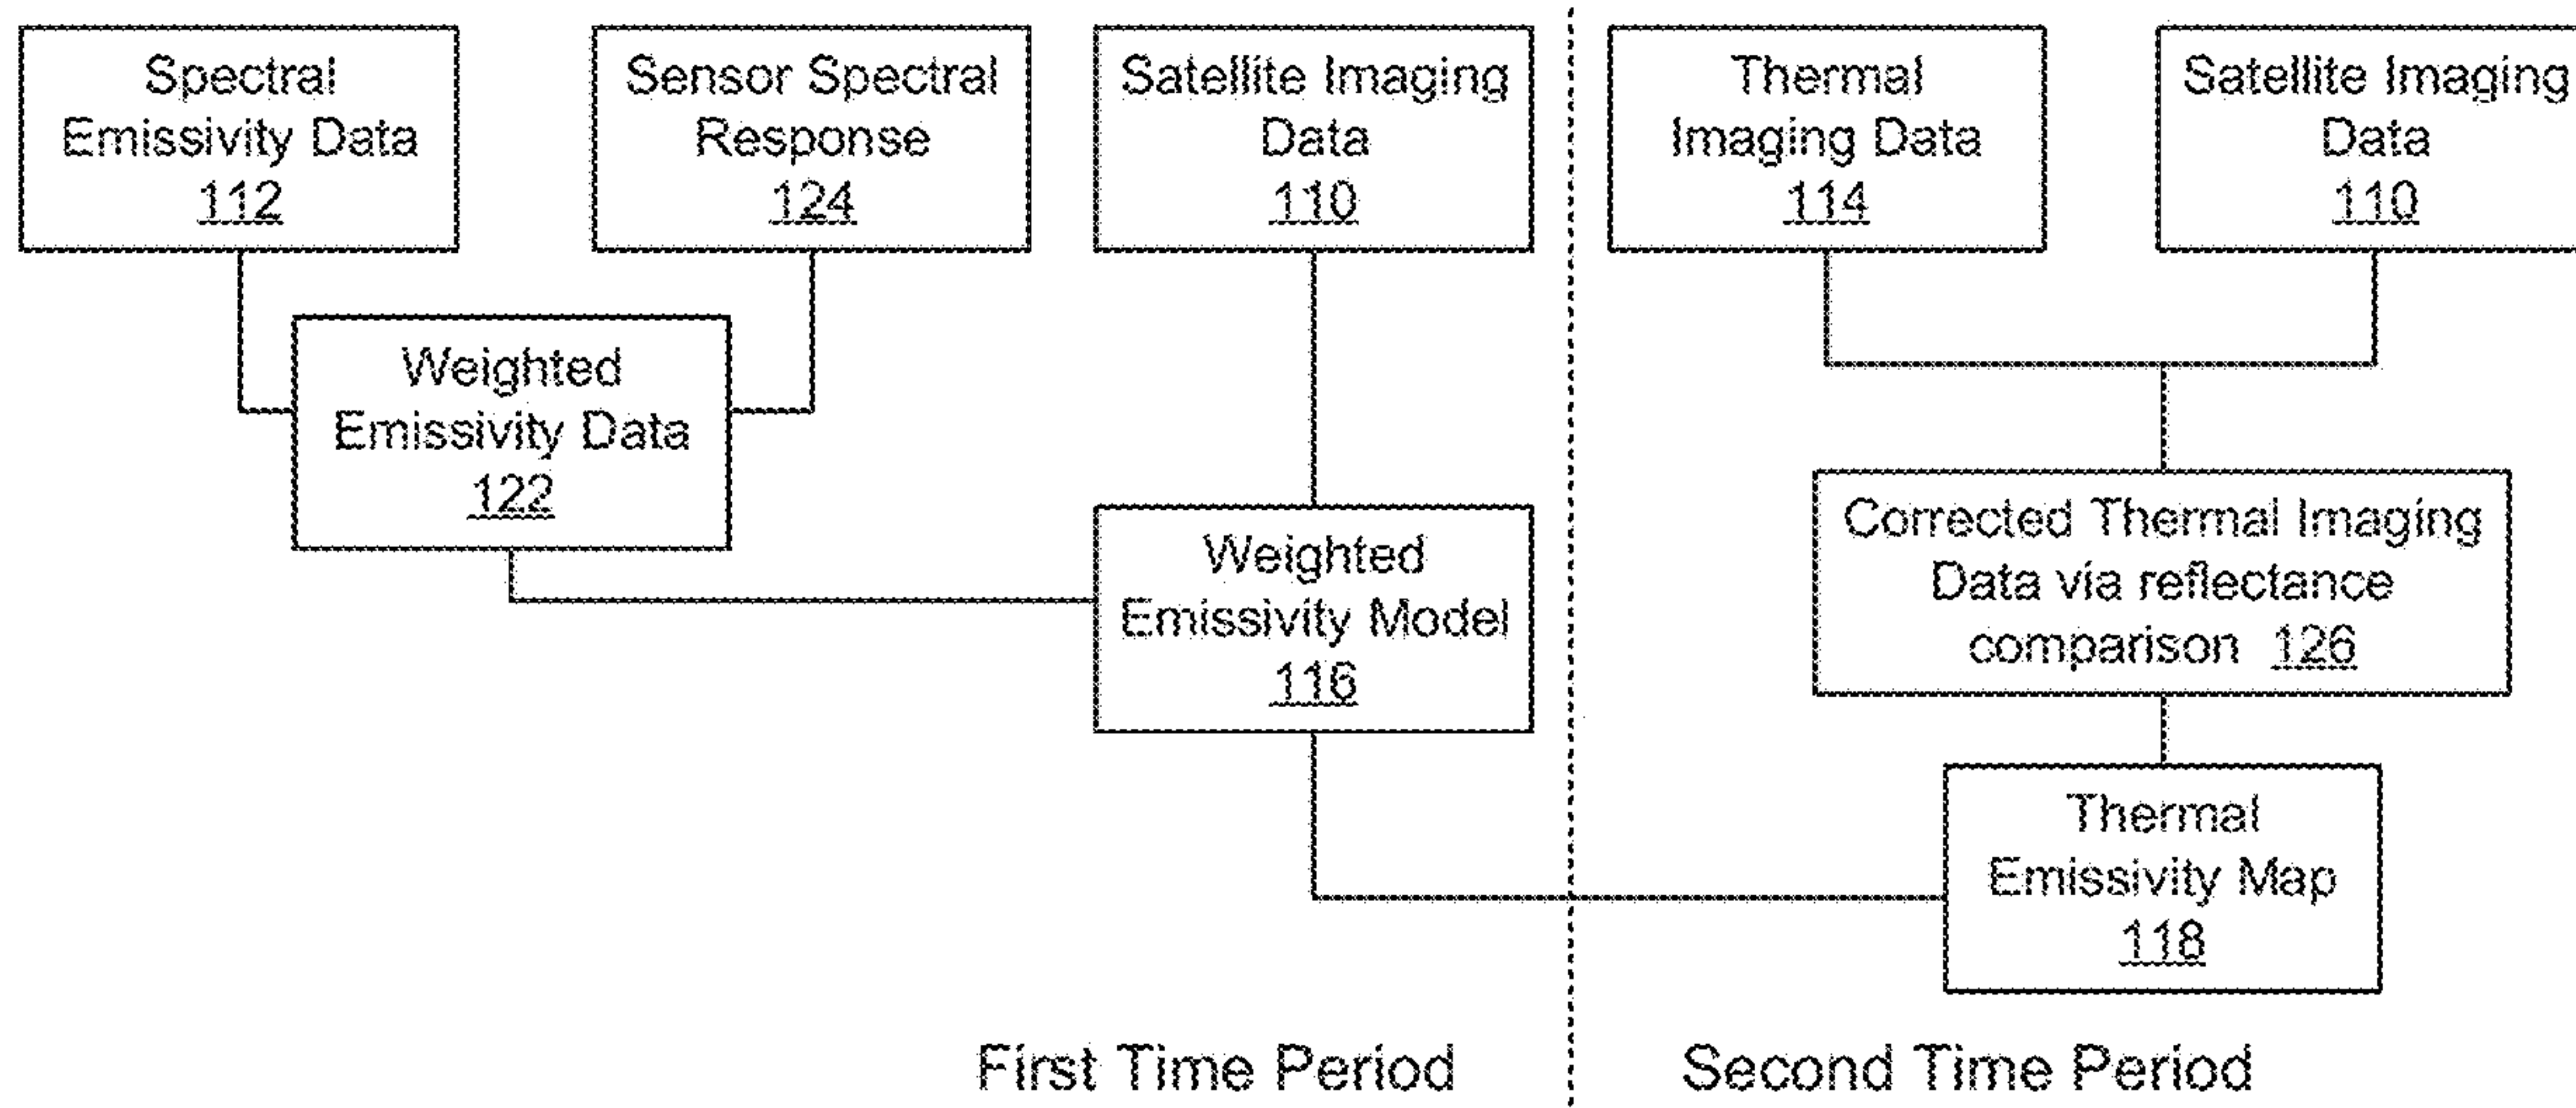 Spectral
Emissivity Data
112
Sensor Spectral
Response
124
Satellite Imaging
Data
110
Thermal
Imaging Data
114
Satellite Imaging
Data
110
Weighted
Emissivity Data
122
Weighted
Emissivity Model
116
Corrected Thermal Imaging
Data via reflectance
comparison 126
Thermal
Emissivity Map
118
First Time Period
Second Time Period